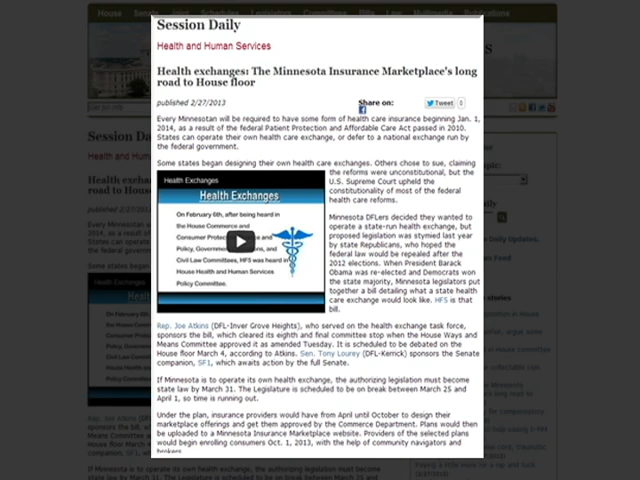 House Senate Joint Schedules Legislators Committees Bills Law Multimedia Publications
Session Daily
Health and Human Services
Health exchanges: The Minnesota Insurance Marketplace's long
road to House floor
published 2/27/2013
Share on:
Tweet 0
Every Minnesotan will be required to have some form of health care insurance beginning Jan. 1,
2014, as a result of the federal Patient Protection and Affordable Care Act passed in 2010.
States can operate their own health care exchange, or defer to a national exchange run by
the federal government.
Some states began designing their own health care exchanges. Others chose to sue, claiming
the reforms were unconstitutional, but the
U.S. Supreme Court upheld the
constitutionality of most of the federal
health care reforms.
Minnesota DFLers decided they wanted to
operate a state-run health exchange, but
proposed legislation was stymied last year
by state Republicans, who hoped the
federal law would be repealed after the
2012 elections. When President Barack
Obama was re-elected and Democrats won
the state majority, Minnesota legislators put
together a bill detailing what a state health
care exchange would look like. HF5 is that
bill.
Health Exchanges
Health Exchanges
On February 6th, after being heard in
the House Commerce and
Consumer Protection and
Policy, Government Operations, and
Civil Law Committees, HF5 was heard in
House Health and Human Services
Policy Committee.
Rep. Joe Atkins (DFL-Inver Grove Heights), who served on the health exchange task force,
sponsors the bill, which cleared its eighth and final committee stop when the House Ways and
Means Committee approved it as amended Tuesday. It is scheduled to be debated on the
House floor March 4, according to Atkins. Sen. Tony Lourey (DFL-Kerrick) sponsors the Senate
companion, SF1, which awaits action by the full Senate.
If Minnesota is to operate its own health exchange, the authorizing legislation must become
state law by March 31. The Legislature is scheduled to be on break between March 25 and
April 1, so time is running out.
Under the plan, insurance providers would have from April until October to design their
marketplace offerings and get them approved by the Commerce Department. Plans would then
be uploaded to a Minnesota Insurance Marketplace website. Providers of the selected plans
would begin enrolling consumers Oct. 1, 2013, with the help of community navigators and
brokers.